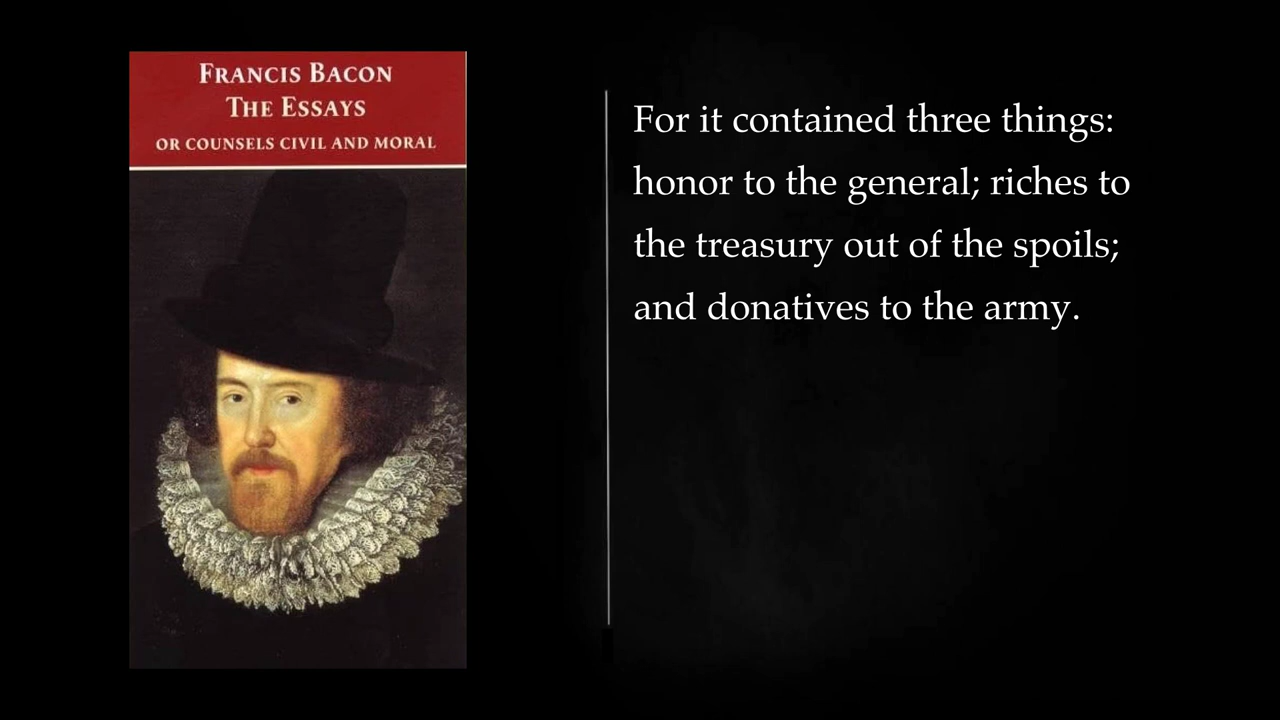 FRANCIS BACON
THE ESSAYS
OR COUNSELS CIVIL AND MORAL
For it contained three things:
honor to the general; riches to
the treasury out of the spoils;
and donatives to the army.